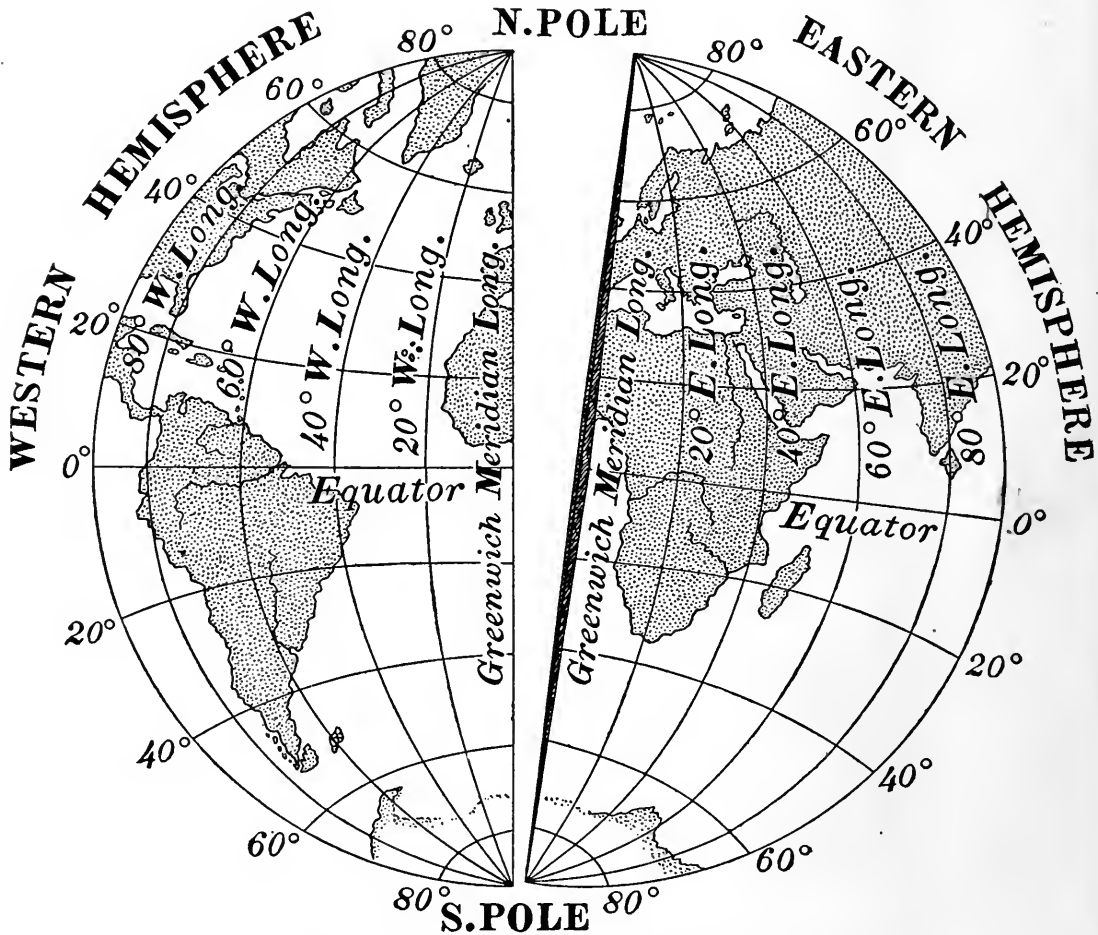 N.POLE
WESTERN HEMISPHERE
EASTERN HEMISPHERE
80°
60°
40°
20°
0°
20°
40°
60°
80°
80° W.Long.
60° W.Long.
40° W.Long.
20° W.Long.
Greenwich Meridian Long.
Equator
80°
60°
40°
20°
0°
20°
40°
60°
80°
Greenwich Meridian Long.
20° E.Long.
40° E.Long.
60° E.Long.
80° E.Long.
Equator
S.POLE